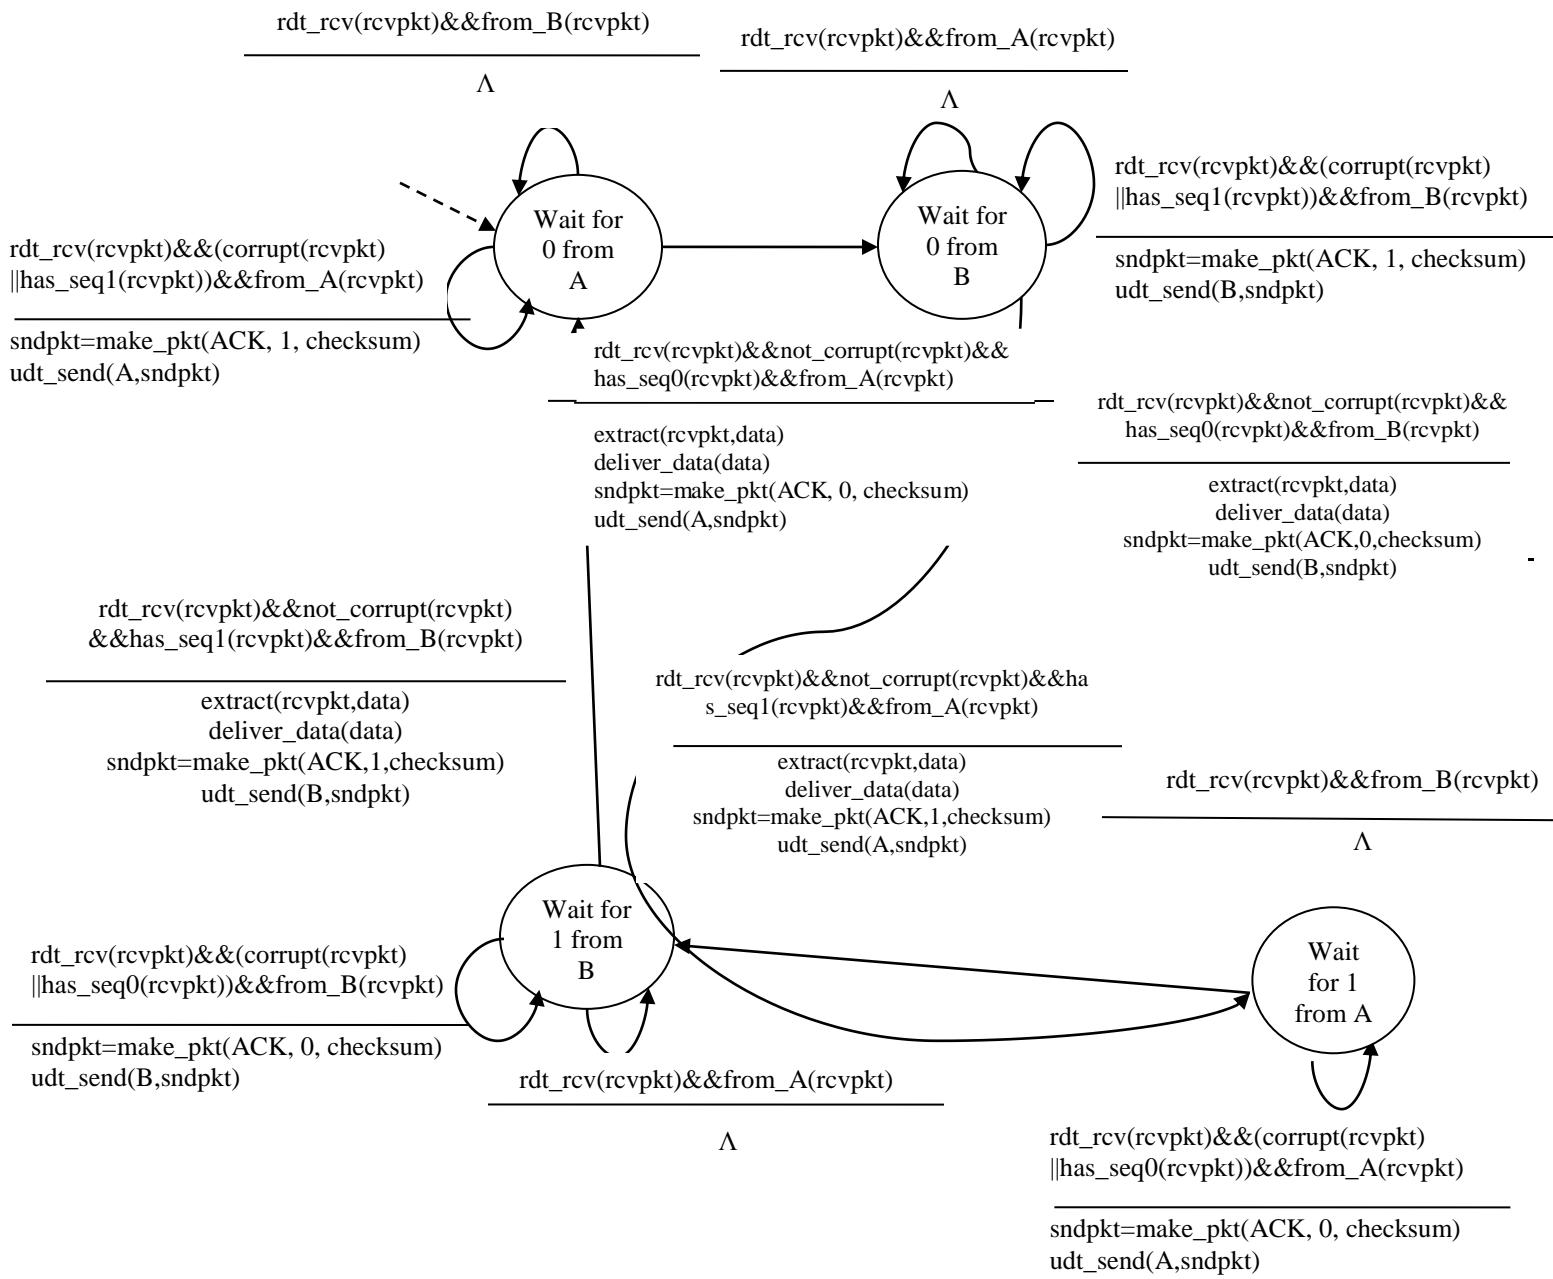 rdt_rcv(rcvpkt)&&from_B(rcvpkt)
Λ
rdt_rcv(rcvpkt)&&from_A(rcvpkt)
Λ
rdt_rcv(rcvpkt)&&(corrupt(rcvpkt)
||has_seq1(rcvpkt))&&from_B(rcvpkt)
sndpkt=make_pkt(ACK, 1, checksum)
udt_send(B,sndpkt)
Wait for
0 from
A
Wait for
0 from
B
rdt_rcv(rcvpkt)&&(corrupt(rcvpkt)
||has_seq1(rcvpkt))&&from_A(rcvpkt)
sndpkt=make_pkt(ACK, 1, checksum)
udt_send(A,sndpkt)
rdt_rcv(rcvpkt)&&not_corrupt(rcvpkt)&&
has_seq0(rcvpkt)&&from_A(rcvpkt)
extract(rcvpkt,data)
deliver_data(data)
sndpkt=make_pkt(ACK, 0, checksum)
udt_send(A,sndpkt)
rdt_rcv(rcvpkt)&&not_corrupt(rcvpkt)&&
has_seq0(rcvpkt)&&from_B(rcvpkt)
extract(rcvpkt,data)
deliver_data(data)
sndpkt=make_pkt(ACK,0,checksum)
udt_send(B,sndpkt)
rdt_rcv(rcvpkt)&&not_corrupt(rcvpkt)
&&has_seq1(rcvpkt)&&from_B(rcvpkt)
extract(rcvpkt,data)
deliver_data(data)
sndpkt=make_pkt(ACK,1,checksum)
udt_send(B,sndpkt)
rdt_rcv(rcvpkt)&&not_corrupt(rcvpkt)&&ha
s_seq1(rcvpkt)&&from_A(rcvpkt)
extract(rcvpkt,data)
deliver_data(data)
sndpkt=make_pkt(ACK,1,checksum)
udt_send(A,sndpkt)
rdt_rcv(rcvpkt)&&from_B(rcvpkt)
Λ
Wait for
1 from
B
Wait
for 1
from A
rdt_rcv(rcvpkt)&&(corrupt(rcvpkt)
||has_seq0(rcvpkt))&&from_B(rcvpkt)
sndpkt=make_pkt(ACK, 0, checksum)
udt_send(B,sndpkt)
rdt_rcv(rcvpkt)&&from_A(rcvpkt)
Λ
rdt_rcv(rcvpkt)&&(corrupt(rcvpkt)
||has_seq0(rcvpkt))&&from_A(rcvpkt)
sndpkt=make_pkt(ACK, 0, checksum)
udt_send(A,sndpkt)